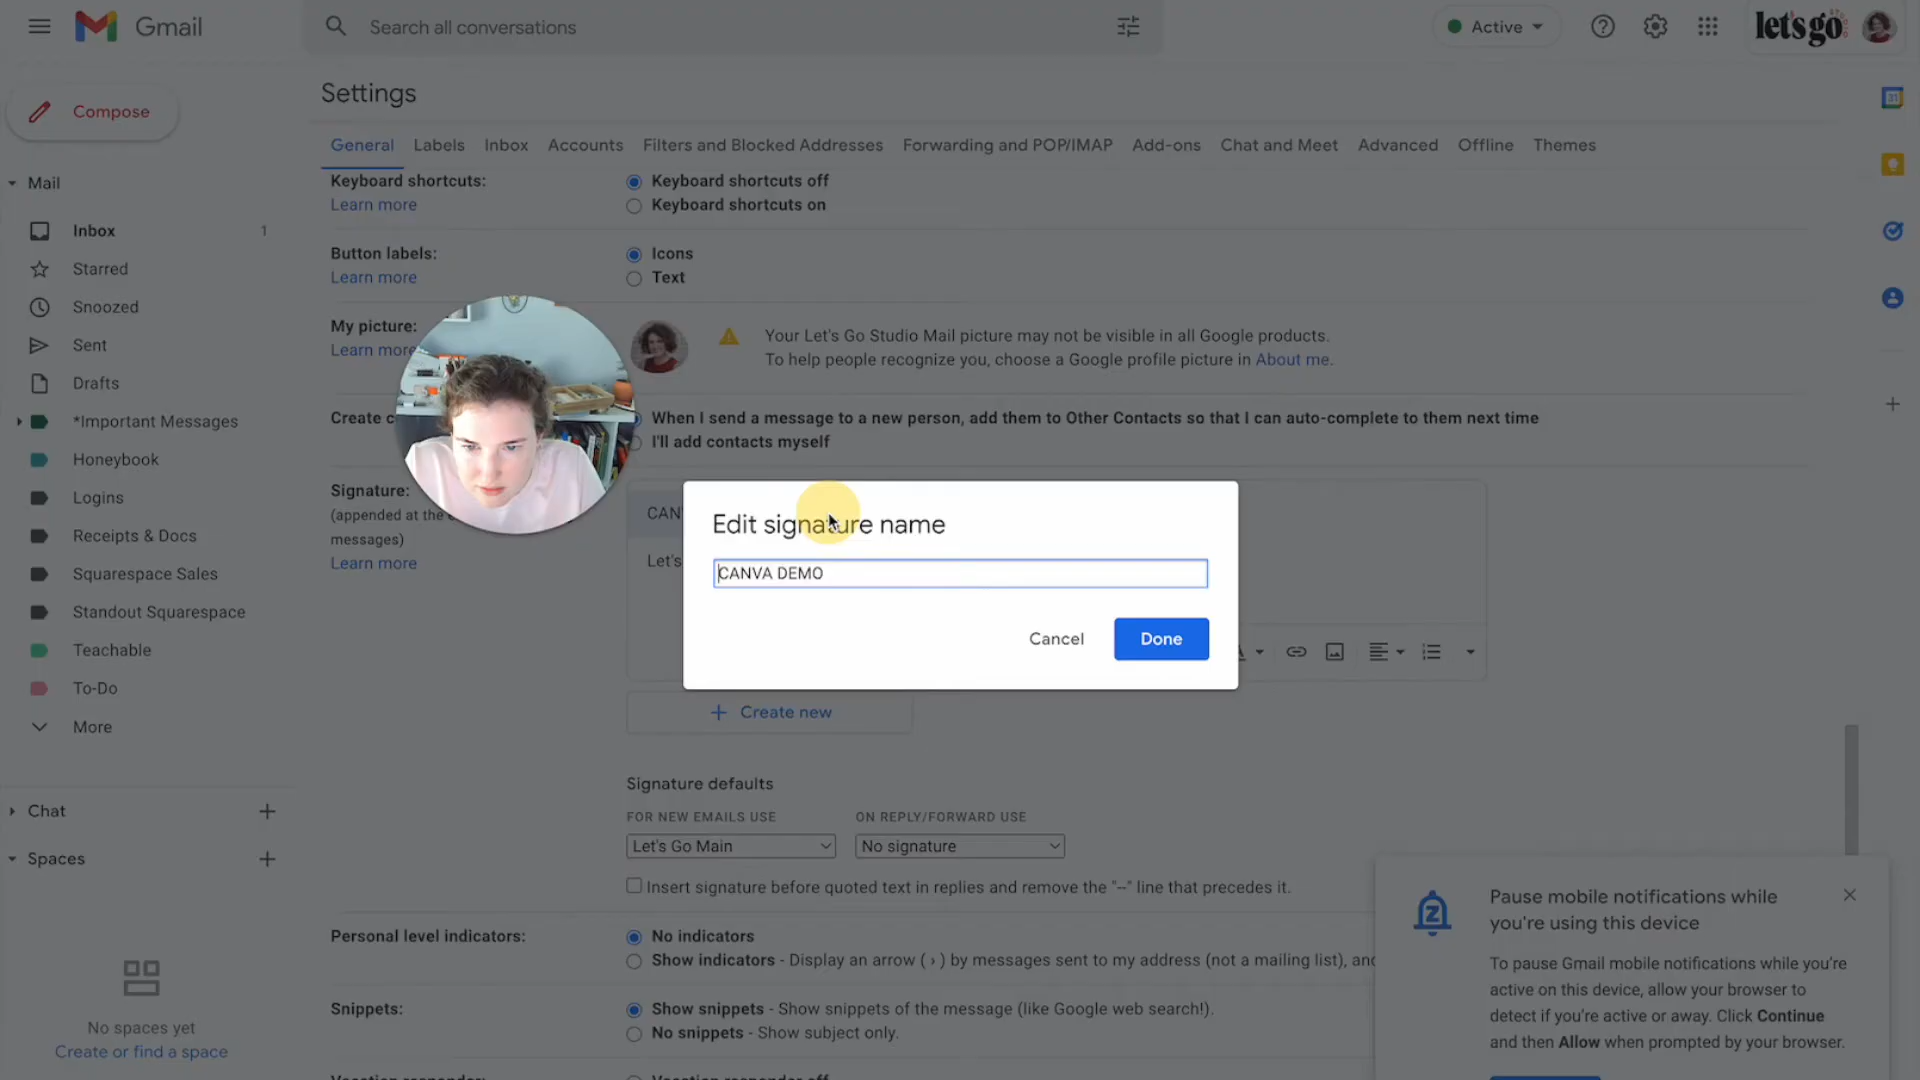 Gmail
Search all conversations
Active
let's go
Compose
Mail
Inbox 1
Starred
Snoozed
Sent
Drafts
*Important Messages
Honeybook
Logins
Receipts & Docs
Squarespace Sales
Standout Squarespace
Teachable
To-Do
More
Chat
Spaces
No spaces yet
Create or find a space
Settings
General Labels Inbox Accounts Filters and Blocked Addresses Forwarding and POP/IMAP Add-ons Chat and Meet Advanced Offline Themes
Keyboard shortcuts:
Learn more
Keyboard shortcuts off
Keyboard shortcuts on
Button labels:
Learn more
Icons
Text
My picture:
Learn more
Your Let's Go Studio Mail picture may not be visible in all Google products.
To help people recognize you, choose a Google profile picture in About me.
Create c
When I send a message to a new person, add them to Other Contacts so that I can auto-complete to them next time
I'll add contacts myself
Signature:
(appended at the
messages)
Learn more
CAN
Let's
Edit signature name
CANVA DEMO
Cancel
Done
Create new
Signature defaults
FOR NEW EMAILS USE
ON REPLY/FORWARD USE
Let's Go Main
No signature
Insert signature before quoted text in replies and remove the "--" line that precedes it.
Personal level indicators:
No indicators
Show indicators - Display an arrow ( › ) by messages sent to my address (not a mailing list), and
Snippets:
Show snippets - Show snippets of the message (like Google web search!).
No snippets - Show subject only.
Vacation responder:
Vacation responder off
Pause mobile notifications while
you're using this device
To pause Gmail mobile notifications while you're
active on this device, allow your browser to
detect if you're active or away. Click Continue
and then Allow when prompted by your browser.
31